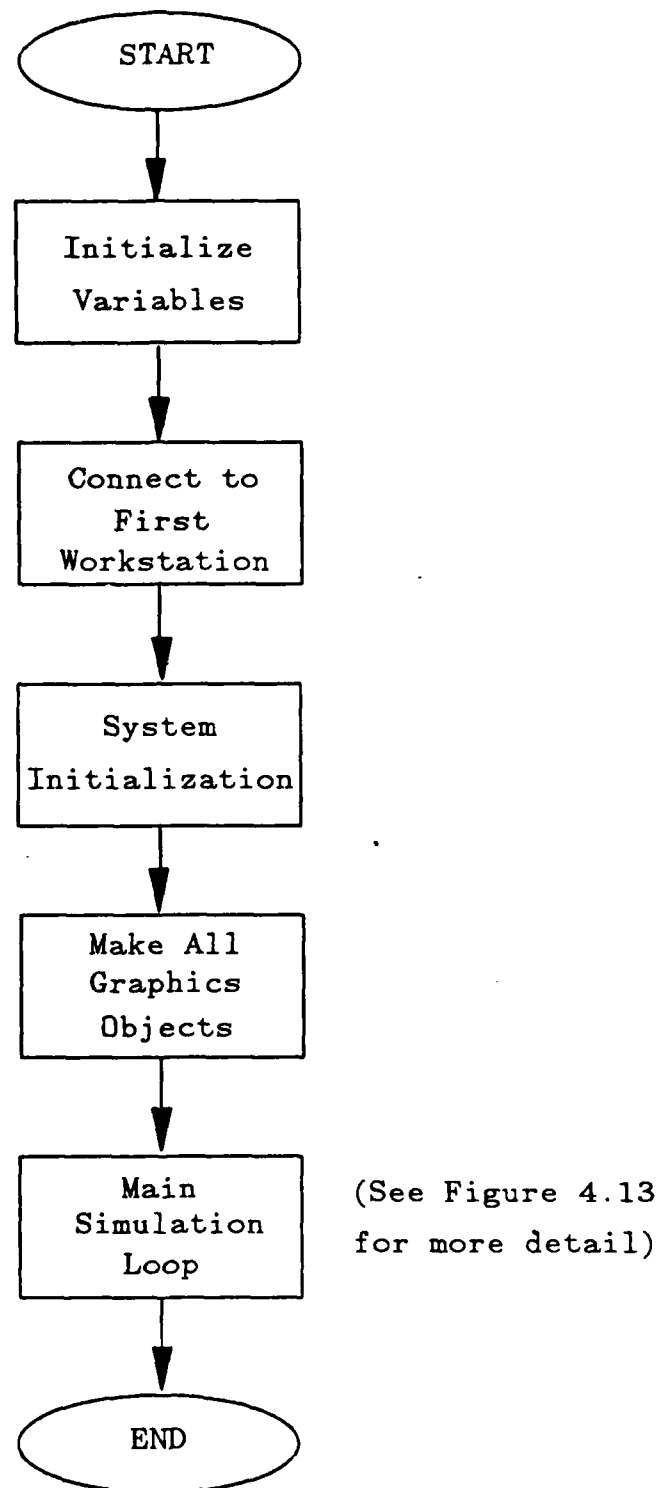 START
Initialize
Variables
Connect to
First
Workstation
System
Initialization
Make All
Graphics
Objects
Main
Simulation
Loop
(See Figure 4.13
for more detail)
END